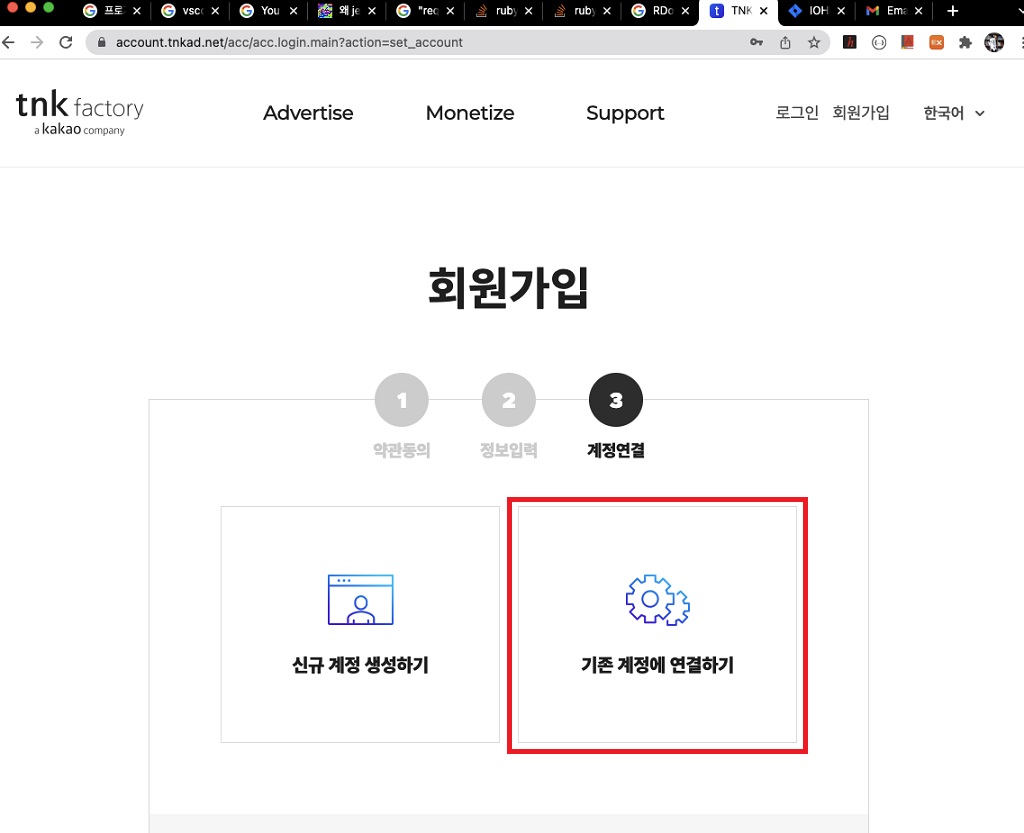 프로 vsc You 왜 je "req ruby ruby RDo TNK IOH Ema
account.tnkad.net/acc/acc.login.main?action=set_account
tnk factory Advertise Monetize Support 로그인 회원가입 한국어
a kakao company
회원가입
1 2 3
약관동의 정보입력 계정연결
신규 계정 생성하기 기존 계정에 연결하기